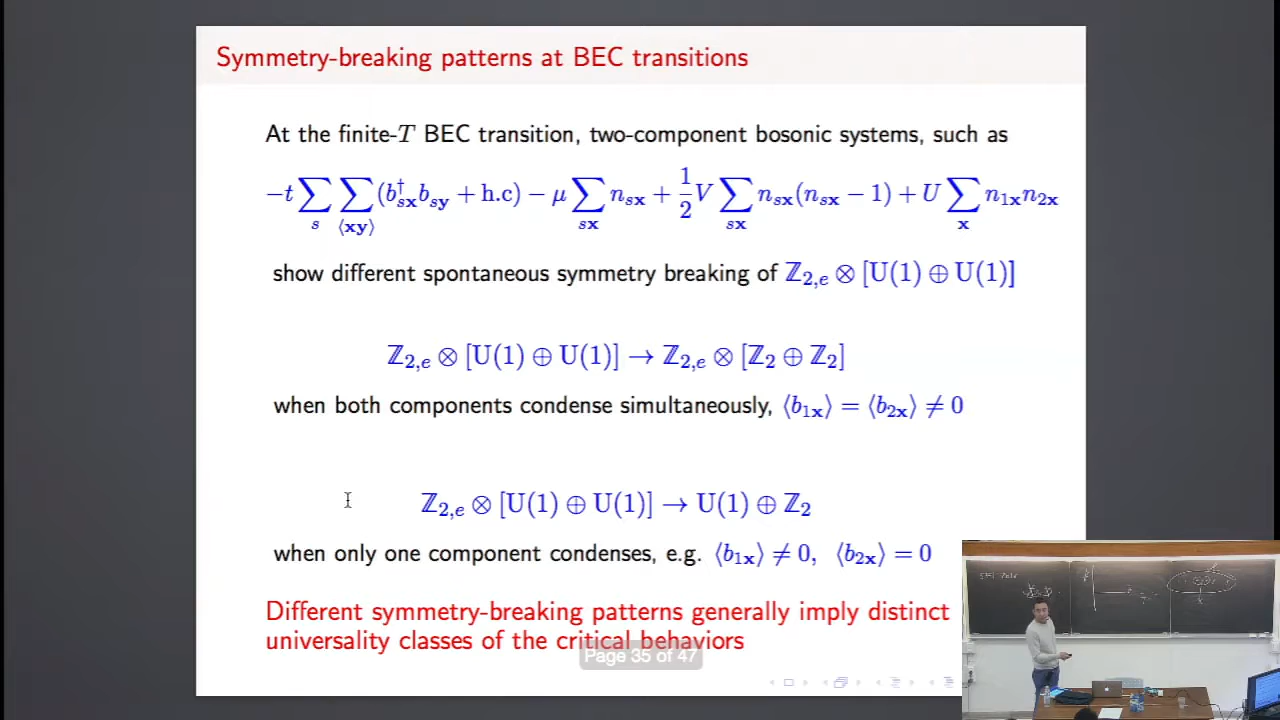 Symmetry-breaking patterns at BEC transitions
At the finite-T BEC transition, two-component bosonic systems, such as
−t ∑_s ∑_⟨xy⟩ (b†_sx b_sy + h.c) − μ ∑_sx n_sx + 1/2 V ∑_sx n_sx(n_sx − 1) + U ∑_x n_1x n_2x
show different spontaneous symmetry breaking of ℤ_2,e ⊗ [U(1) ⊕ U(1)]
ℤ_2,e ⊗ [U(1) ⊕ U(1)] → ℤ_2,e ⊗ [ℤ_2 ⊕ ℤ_2]
when both components condense simultaneously, ⟨b_1x⟩ = ⟨b_2x⟩ ≠ 0
ℤ_2,e ⊗ [U(1) ⊕ U(1)] → U(1) ⊕ ℤ_2
when only one component condenses, e.g. ⟨b_1x⟩ ≠ 0, ⟨b_2x⟩ = 0
Different symmetry-breaking patterns generally imply distinct
universality classes of the critical behaviors
Page 35 of 47